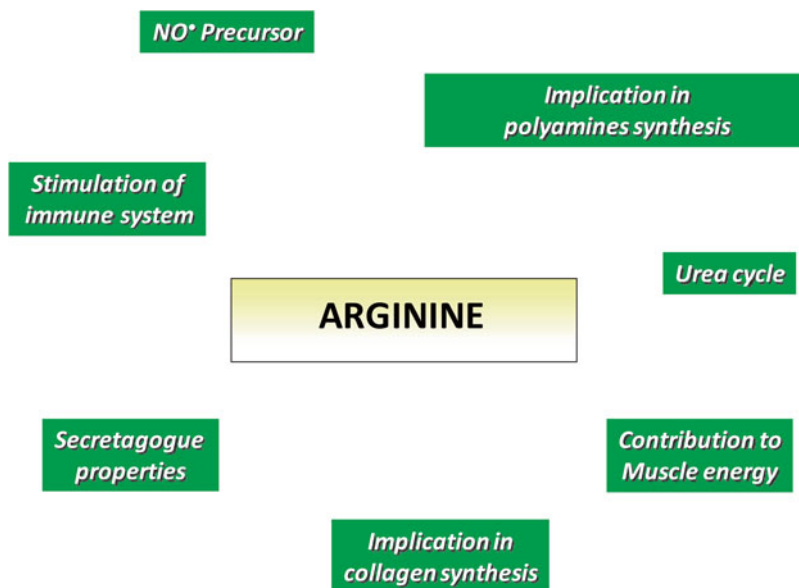 NO• Precursor
Implication in
polyamines synthesis
Stimulation of
immune system
Urea cycle
ARGININE
Secretagogue
properties
Contribution to
Muscle energy
Implication in
collagen synthesis